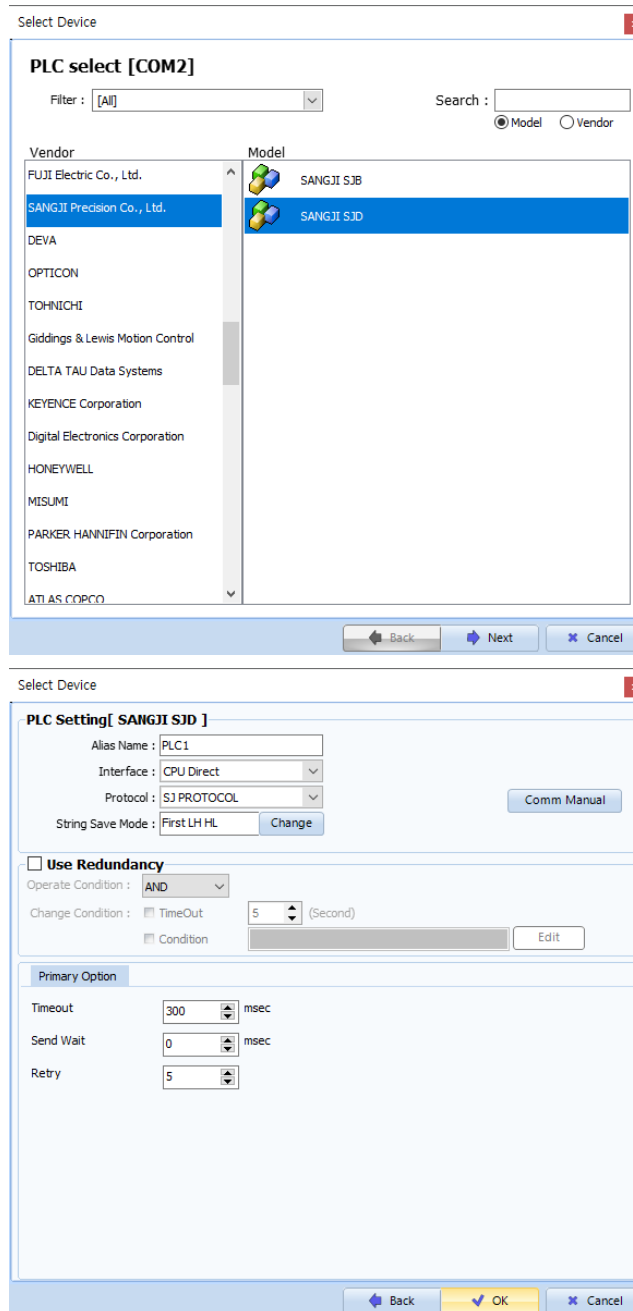 Select Device
PLC select [COM2]
Filter : [All]
Search :
Model Vendor
Vendor Model
FUJI Electric Co., Ltd.
SANGJI Precision Co., Ltd.
DEVA
OPTICON
TOHNICHI
Giddings & Lewis Motion Control
DELTA TAU Data Systems
KEYENCE Corporation
Digital Electronics Corporation
HONEYWELL
MISUMI
PARKER HANNIFIN Corporation
TOSHIBA
ATLAS COPCO
SANGJI SJB
SANGJI SJD
Back Next Cancel
Select Device
PLC Setting[ SANGJI SJD ]
Alias Name : PLC1
Interface : CPU Direct
Protocol : SJ PROTOCOL
Comm Manual
String Save Mode : First LH HL Change
Use Redundancy
Operate Condition : AND
Change Condition : TimeOut 5 (Second)
Condition Edit
Primary Option
Timeout 300 msec
Send Wait 0 msec
Retry 5
Back OK Cancel